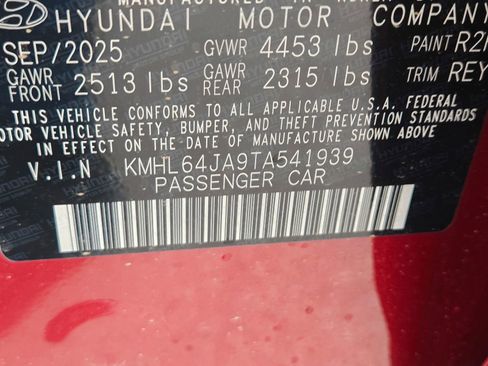 HYUNDAI MOTOR COMPANY
SEP/2025 GVWR 4453 lbs PAINT
GAWR FRONT 2513 lbs GAWR REAR 2315 lbs TRIM REY
THIS VEHICLE CONFORMS TO ALL APPLICABLE U.S.A. FEDERAL
MOTOR VEHICLE SAFETY, BUMPER, AND THEFT PREVENTION STANDARDS
IN EFFECT ON THE DATE OF MANUFACTURE SHOWN ABOVE
V.I.N KMHL64JA9TA541939
PASSENGER CAR